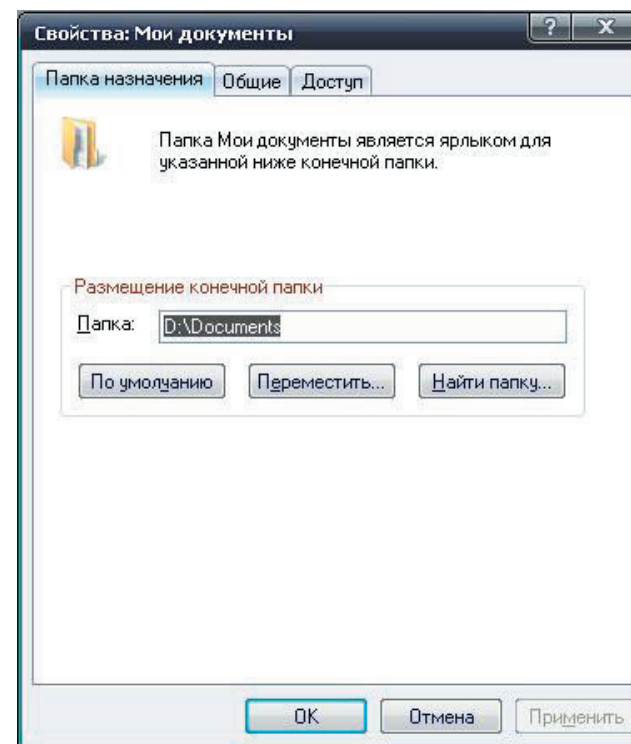 Свойства: Мои документы
? X
Папка назначения Общие Доступ
Папка Мои документы является ярлыком для
указанной ниже конечной папки.
Размещение конечной папки
Папка: D:\Documents
По умолчанию Переместить... Найти папку...
OK Отмена Применить